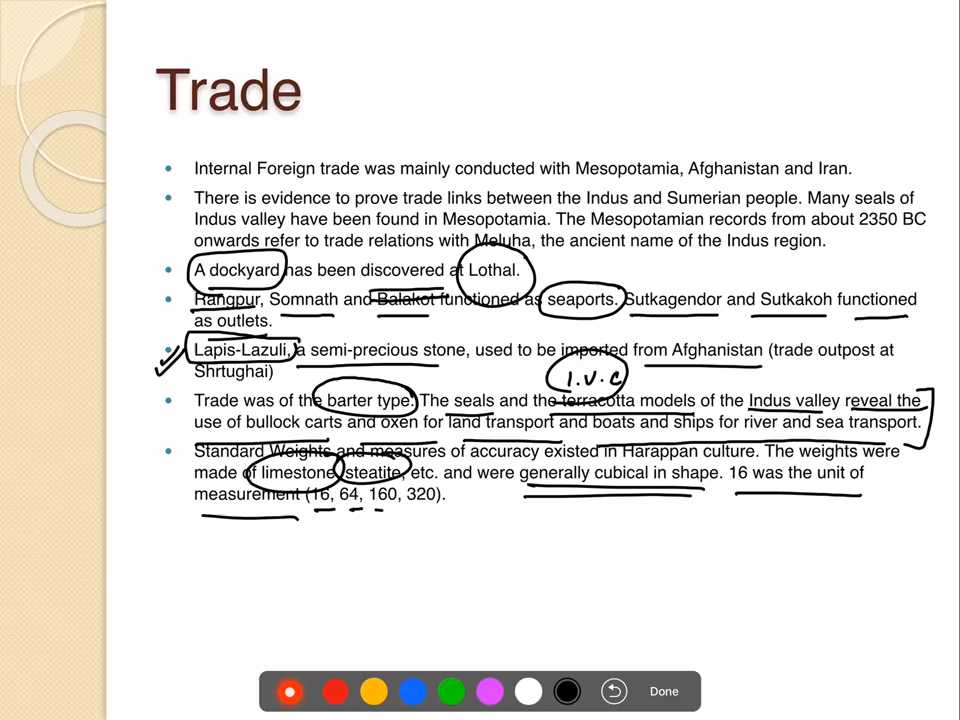 Trade
Internal Foreign trade was mainly conducted with Mesopotamia, Afghanistan and Iran.
There is evidence to prove trade links between the Indus and Sumerian people. Many seals of
Indus valley have been found in Mesopotamia. The Mesopotamian records from about 2350 BC
onwards refer to trade relations with Meluha, the ancient name of the Indus region.
A dockyard has been discovered at Lothal.
Rangpur, Somnath and Balakot functioned as seaports. Sutkagendor and Sutkakoh functioned
as outlets.
Lapis-Lazuli, a semi-precious stone, used to be imported from Afghanistan (trade outpost at
Shrtughai)
I.V.C
Trade was of the barter type. The seals and the terracotta models of the Indus valley reveal the
use of bullock carts and oxen for land transport and boats and ships for river and sea transport.
Standard Weights and measures of accuracy existed in Harappan culture. The weights were
made of limestone, steatite, etc. and were generally cubical in shape. 16 was the unit of
measurement (16, 64, 160, 320).
Done